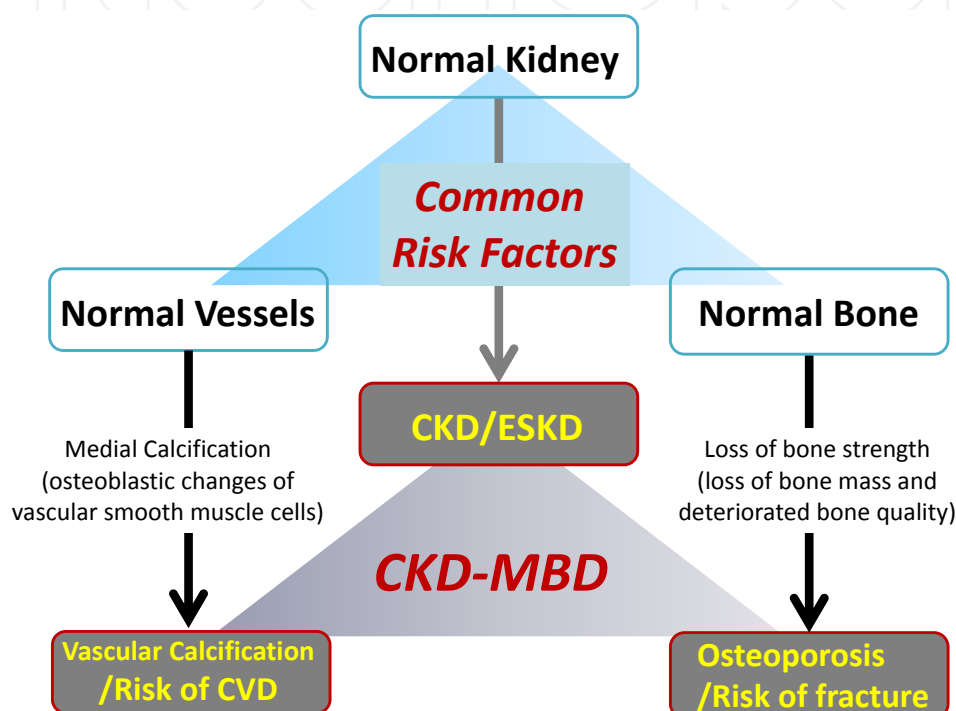 Normal Kidney
Common
Risk Factors
Normal Vessels
Normal Bone
CKD/ESKD
Medial Calcification
(osteoblastic changes of
vascular smooth muscle cells)
Loss of bone strength
(loss of bone mass and
deteriorated bone quality)
CKD-MBD
Vascular Calcification
/Risk of CVD
Osteoporosis
/Risk of fracture